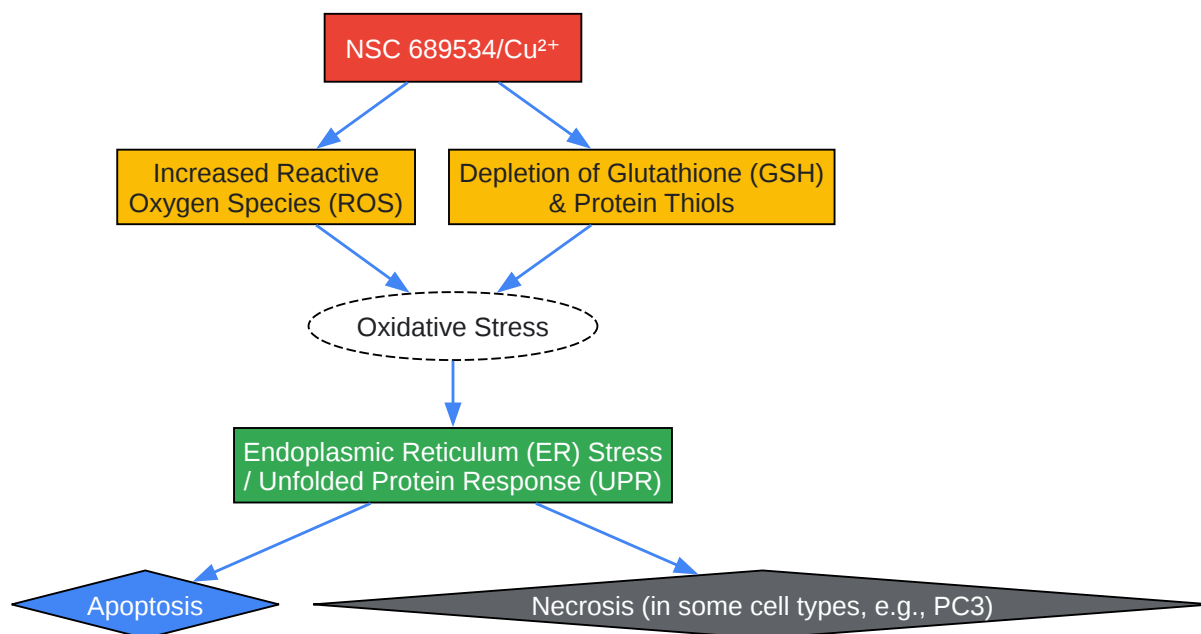 NSC 689534/Cu²⁺
Increased Reactive
Oxygen Species (ROS)
Depletion of Glutathione (GSH)
& Protein Thiols
Oxidative Stress
Endoplasmic Reticulum (ER) Stress
/ Unfolded Protein Response (UPR)
Apoptosis
Necrosis (in some cell types, e.g., PC3)